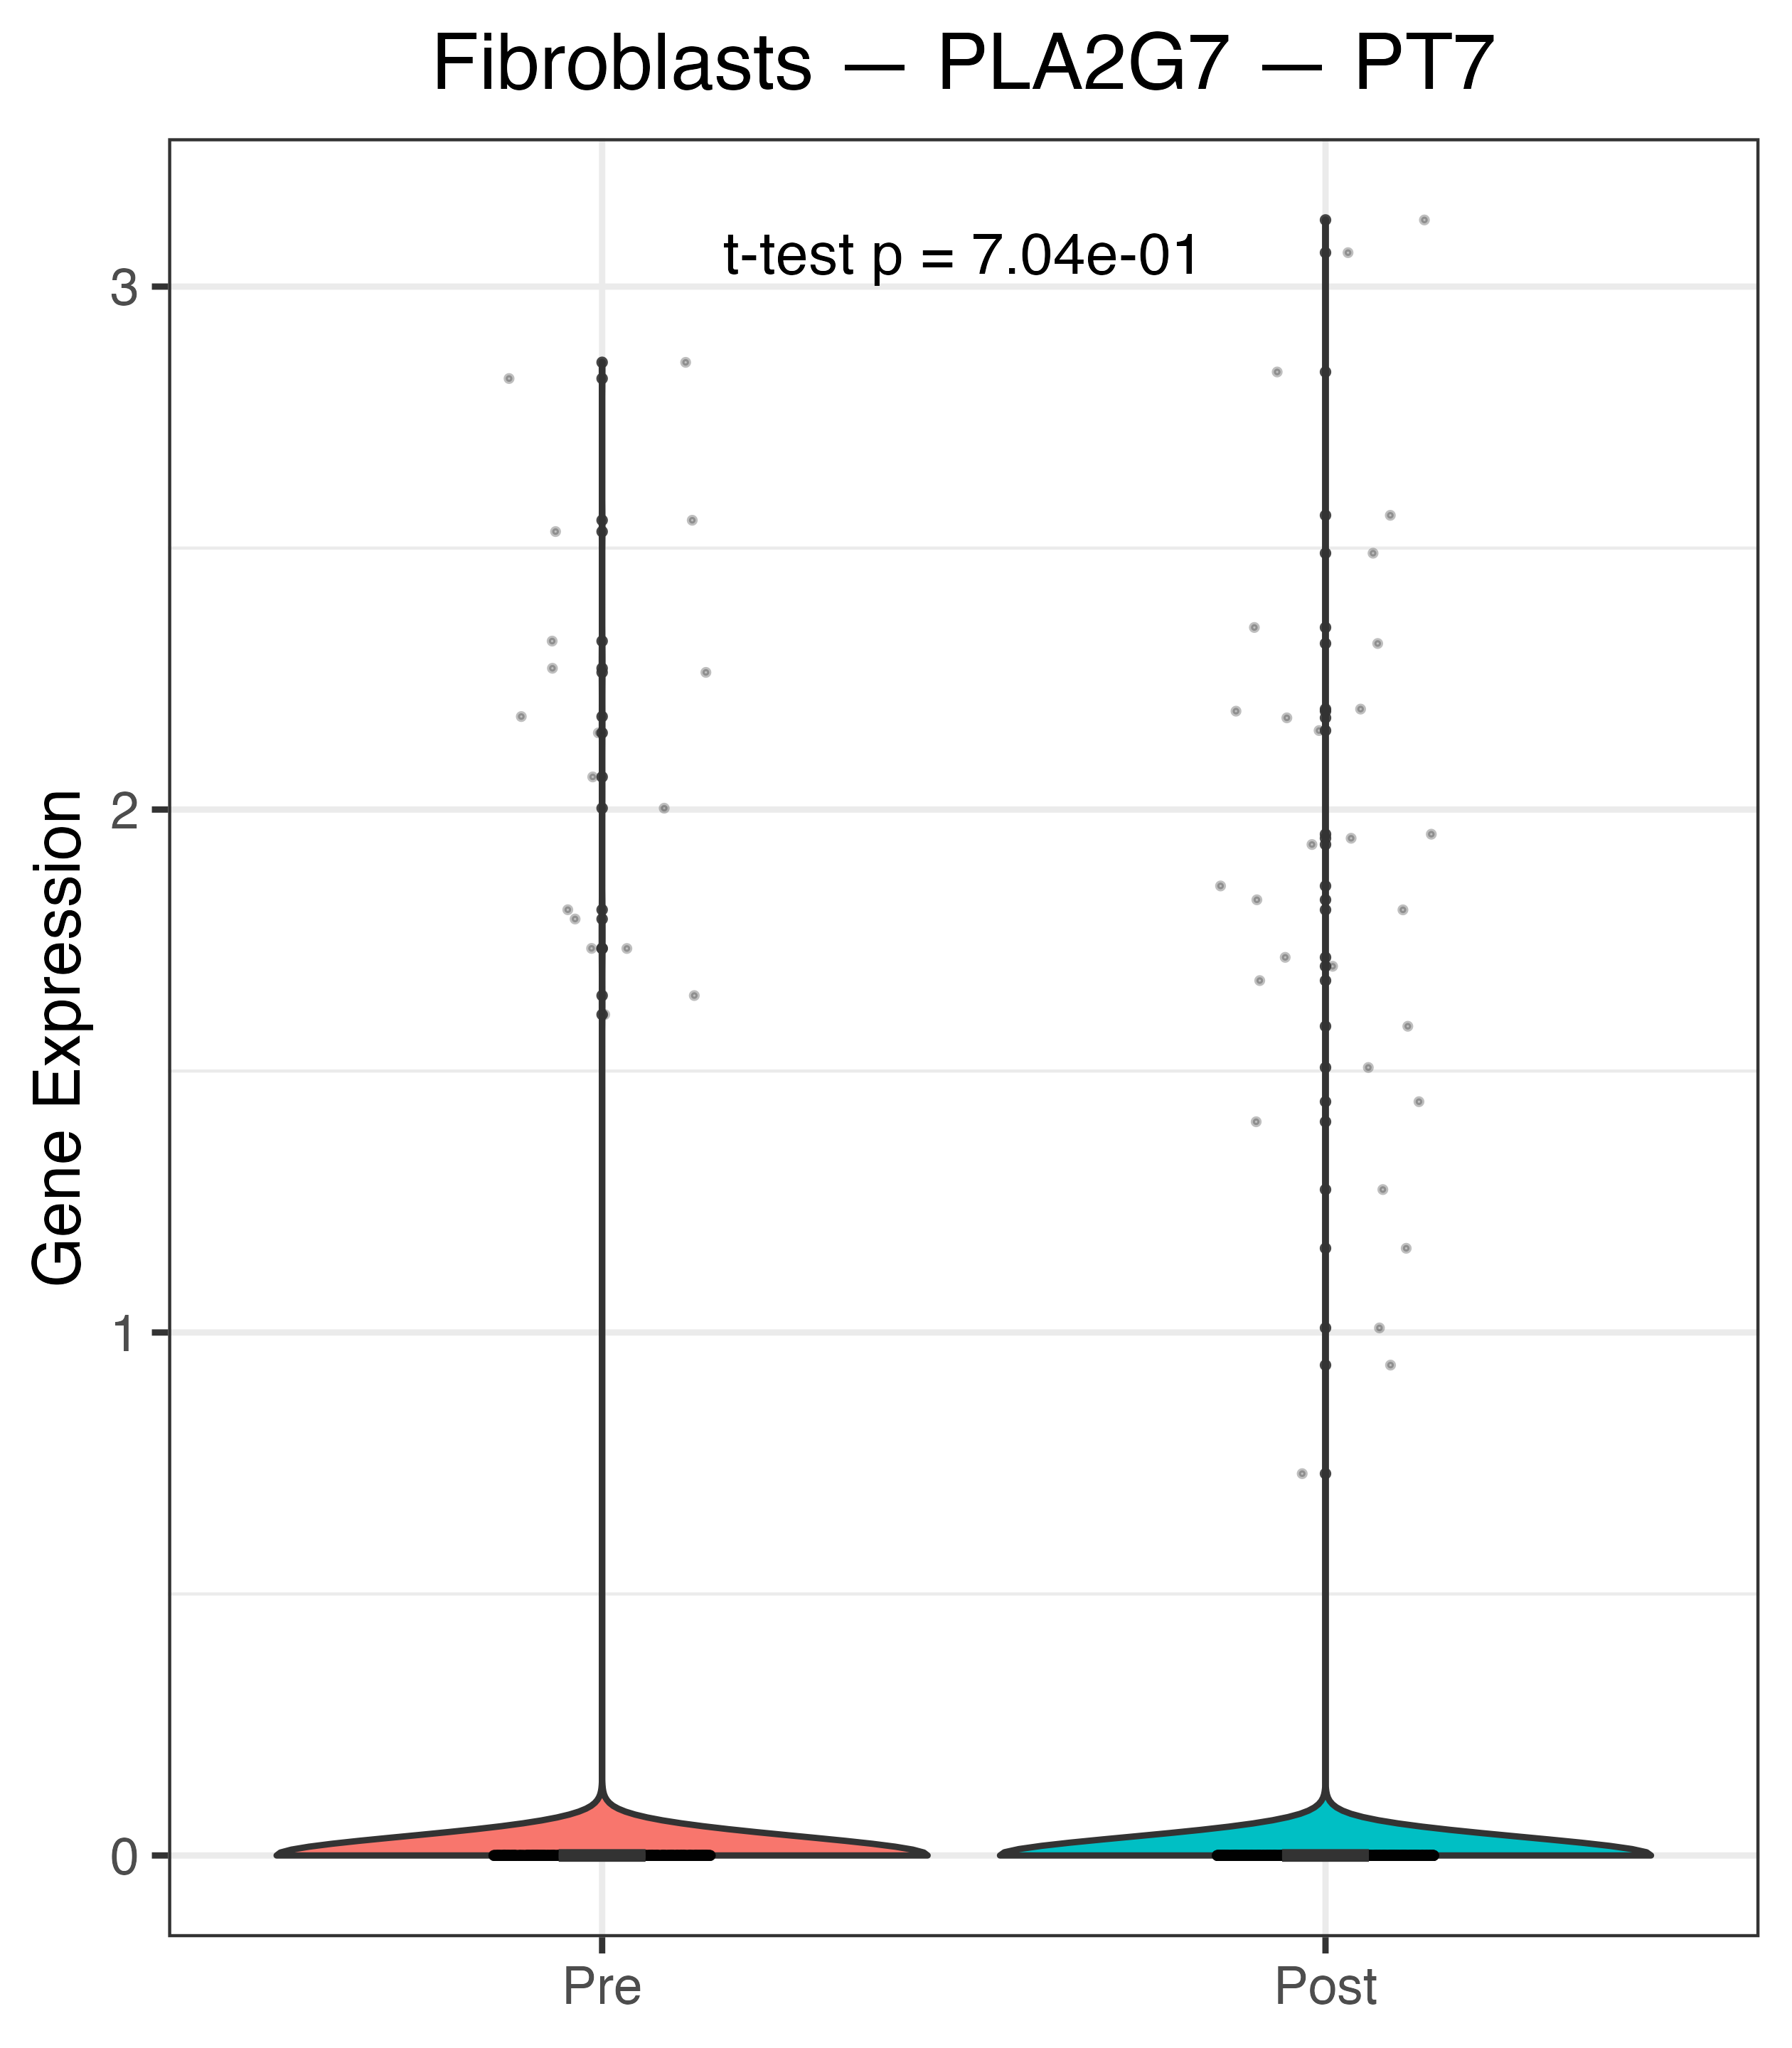 Fibroblasts — PLA2G7 — PT7
t-test p = 7.04e-01
Gene Expression
3
2
1
0
Pre
Post